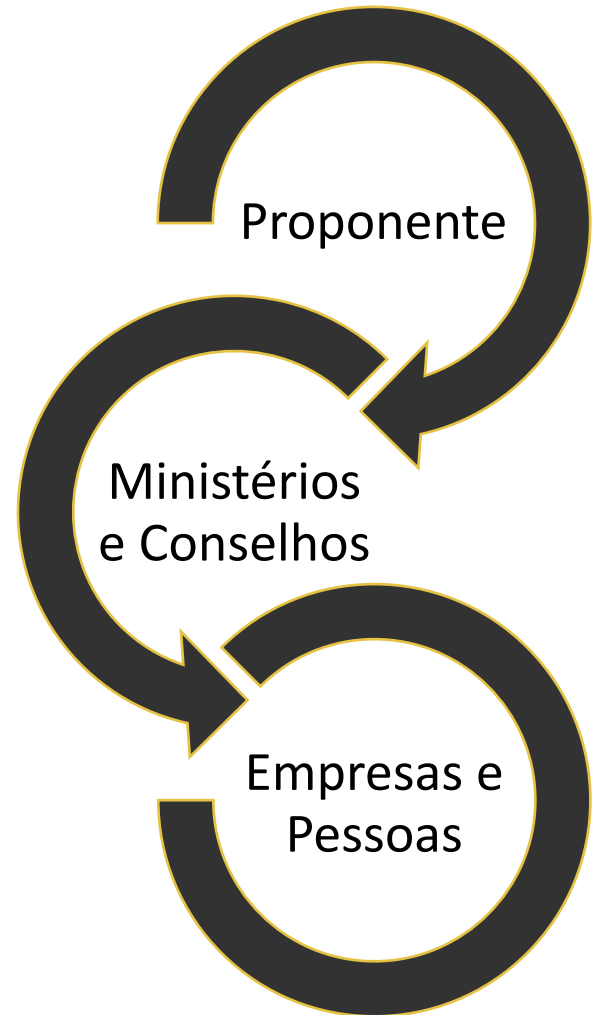 Proponente
Ministérios
e Conselhos
Empresas e
Pessoas